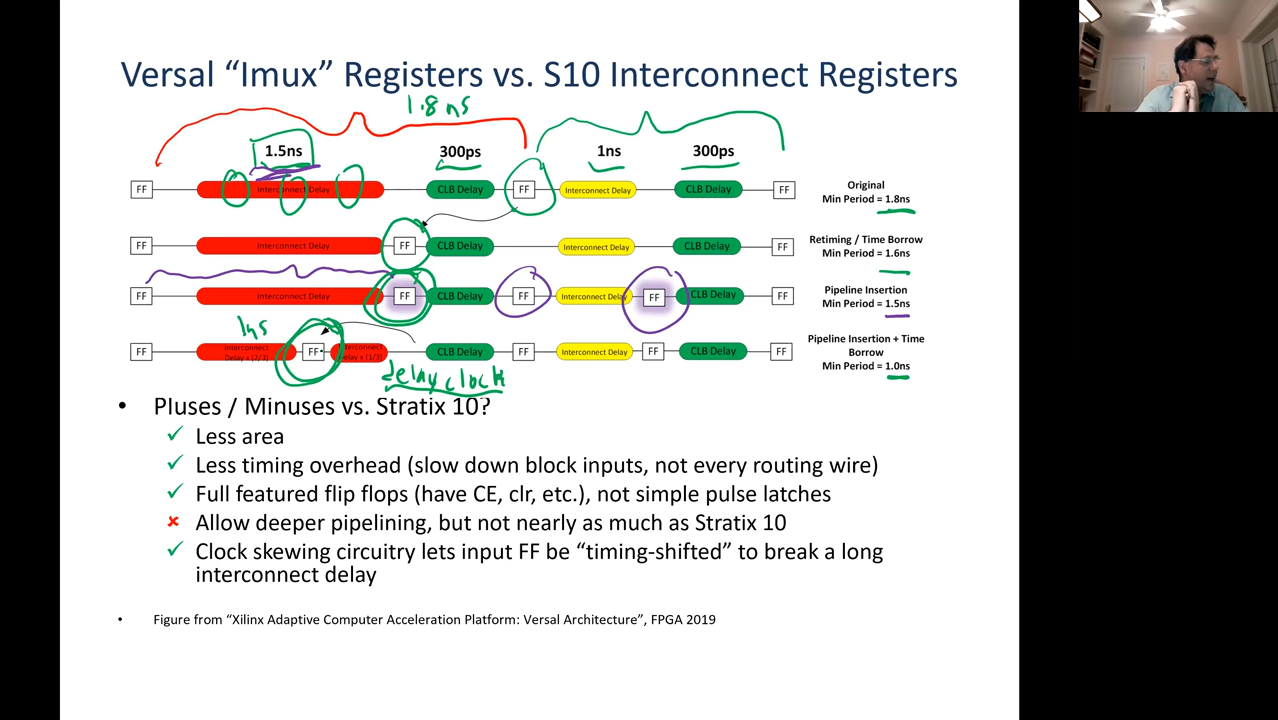 Versal “Imux” Registers vs. S10 Interconnect Registers
1.8 ns
1.5ns 300ps 1ns 300ps
FF Interconnect Delay CLB Delay FF Interconnect Delay CLB Delay FF
Original
Min Period = 1.8ns
FF Interconnect Delay FF CLB Delay Interconnect Delay CLB Delay FF
Retiming / Time Borrow
Min Period = 1.6ns
FF Interconnect Delay FF CLB Delay FF Interconnect Delay FF CLB Delay FF
Pipeline Insertion
Min Period = 1.5ns
1ns
FF Interconnect Delay x (2/3) FF Interconnect Delay x (1/3) CLB Delay FF Interconnect Delay FF CLB Delay FF
Pipeline Insertion + Time
Borrow
Min Period = 1.0ns
delay clock
• Pluses / Minuses vs. Stratix 10?
✓ Less area
✓ Less timing overhead (slow down block inputs, not every routing wire)
✓ Full featured flip flops (have CE, clr, etc.), not simple pulse latches
✘ Allow deeper pipelining, but not nearly as much as Stratix 10
✓ Clock skewing circuitry lets input FF be “timing-shifted” to break a long
interconnect delay
• Figure from “Xilinx Adaptive Computer Acceleration Platform: Versal Architecture”, FPGA 2019